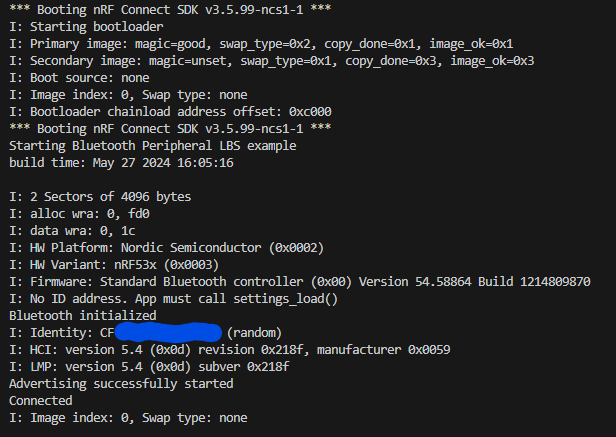 *** Booting nRF Connect SDK v3.5.99-ncs1-1 ***
I: Starting bootloader
I: Primary image: magic=good, swap_type=0x2, copy_done=0x1, image_ok=0x1
I: Secondary image: magic=unset, swap_type=0x1, copy_done=0x3, image_ok=0x3
I: Boot source: none
I: Image index: 0, Swap type: none
I: Bootloader chainload address offset: 0xc000
*** Booting nRF Connect SDK v3.5.99-ncs1-1 ***
Starting Bluetooth Peripheral LBS example
build time: May 27 2024 16:05:16
I: 2 Sectors of 4096 bytes
I: alloc wra: 0, fd0
I: data wra: 0, 1c
I: HW Platform: Nordic Semiconductor (0x0002)
I: HW Variant: nRF53x (0x0003)
I: Firmware: Standard Bluetooth controller (0x00) Version 54.58864 Build 1214809870
I: No ID address. App must call settings_load()
Bluetooth initialized
I: Identity: CF (random)
I: HCI: version 5.4 (0x0d) revision 0x218f, manufacturer 0x0059
I: LMP: version 5.4 (0x0d) subver 0x218f
Advertising successfully started
Connected
I: Image index: 0, Swap type: none